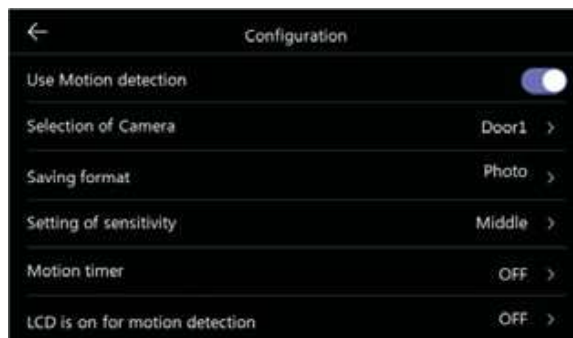 Configuration
Use Motion detection
Selection of Camera Door1
Saving format Photo
Setting of sensitivity Middle
Motion timer OFF
LCD is on for motion detection OFF